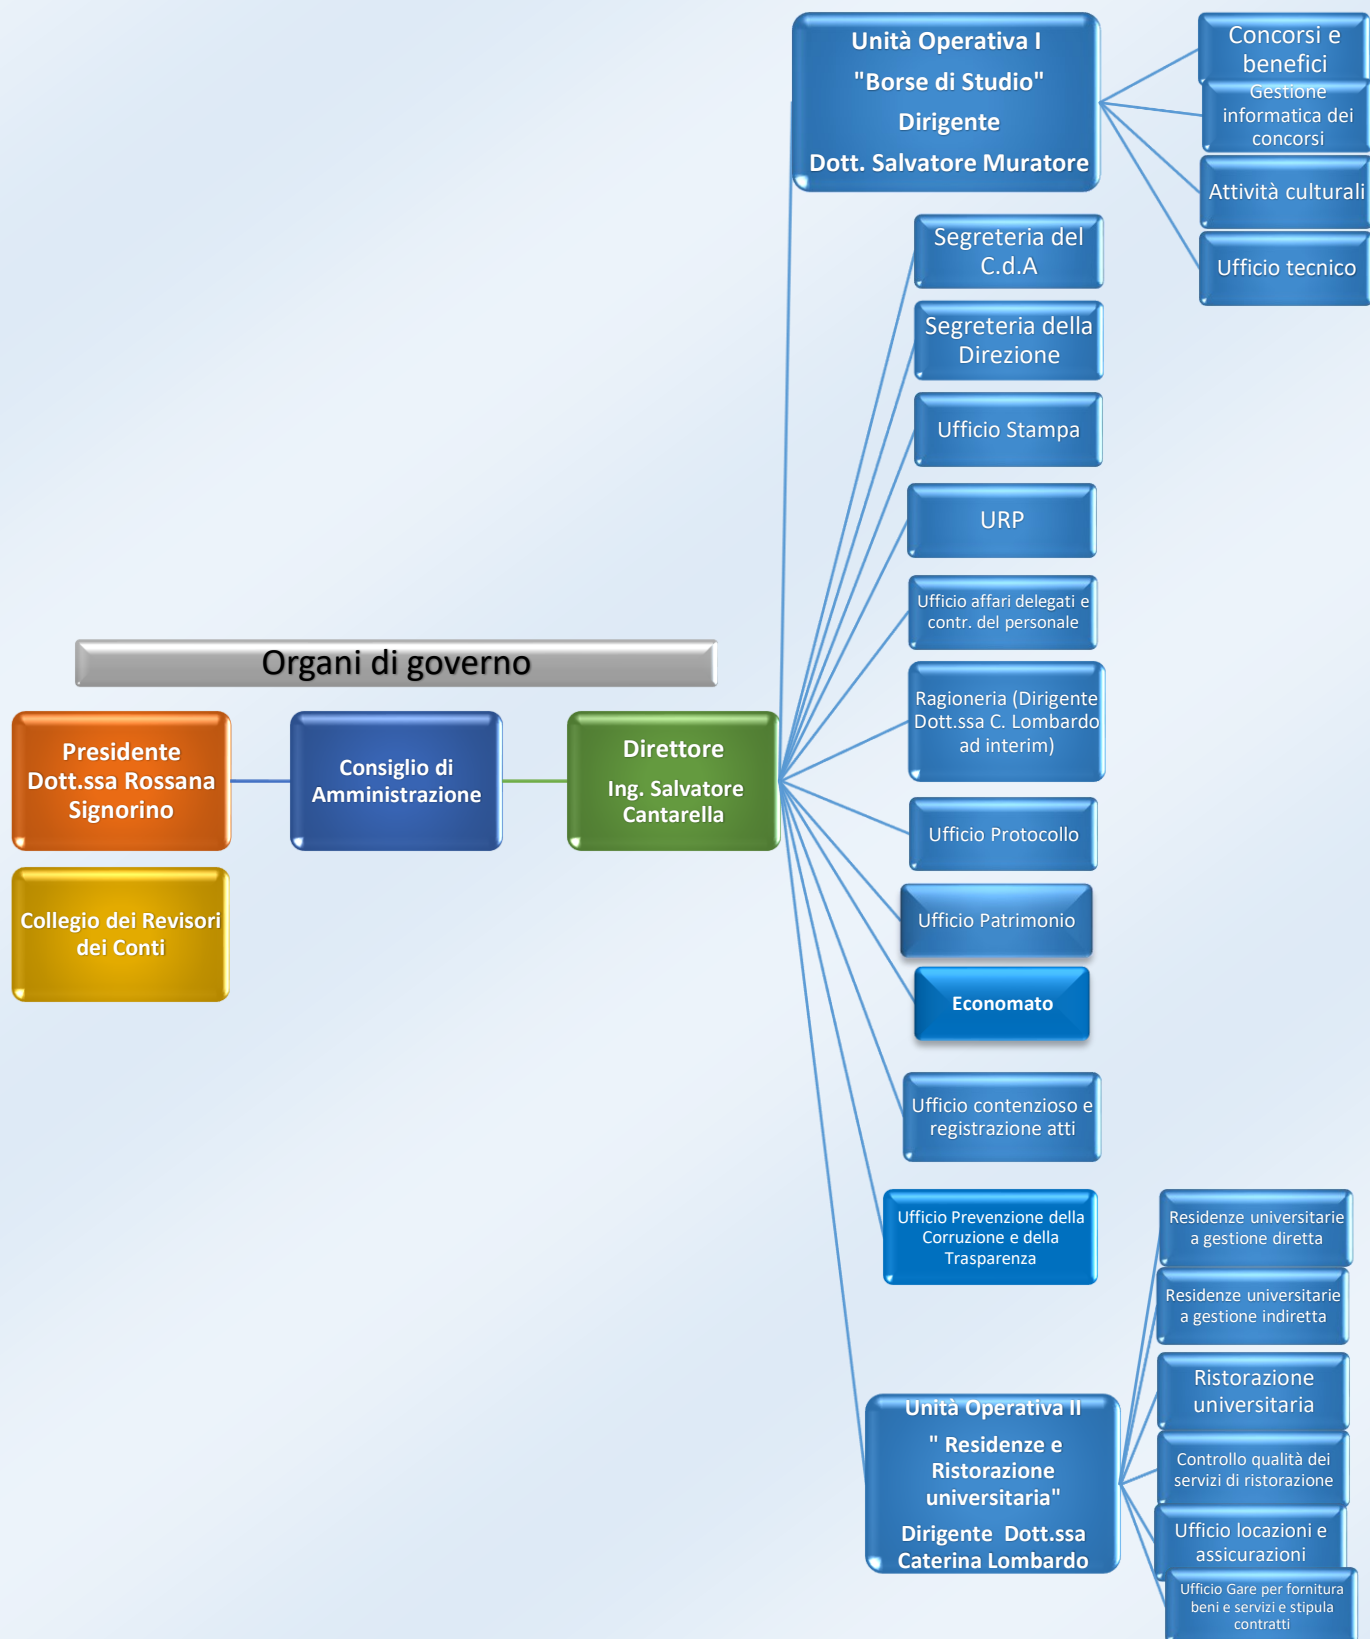 Unità Operativa I
"Borse di Studio"
Dirigente
Dott. Salvatore Muratore
Concorsi e
benefici
Gestione
informatica dei
concorsi
Attività culturali
Ufficio tecnico
Segreteria del
C.d.A
Segreteria della
Direzione
Ufficio Stampa
URP
Ufficio affari delegati e
contr. del personale
Organi di governo
Presidente
Dott.ssa Rossana
Signorino
Consiglio di
Amministrazione
Direttore
Ing. Salvatore
Cantarella
Collegio dei Revisori
dei Conti
Ragioneria (Dirigente
Dott.ssa C. Lombardo
ad interim)
Ufficio Protocollo
Ufficio Patrimonio
Economato
Ufficio contenzioso e
registrazione atti
Ufficio Prevenzione della
Corruzione e della
Trasparenza
Unità Operativa II
" Residenze e
Ristorazione
universitaria"
Dirigente  Dott.ssa
Caterina Lombardo
Residenze universitarie
a gestione diretta
Residenze universitarie
a gestione indiretta
Ristorazione
universitaria
Controllo qualità dei
servizi di ristorazione
Ufficio locazioni e
assicurazioni
Ufficio Gare per fornitura
beni e servizi e stipula
contratti